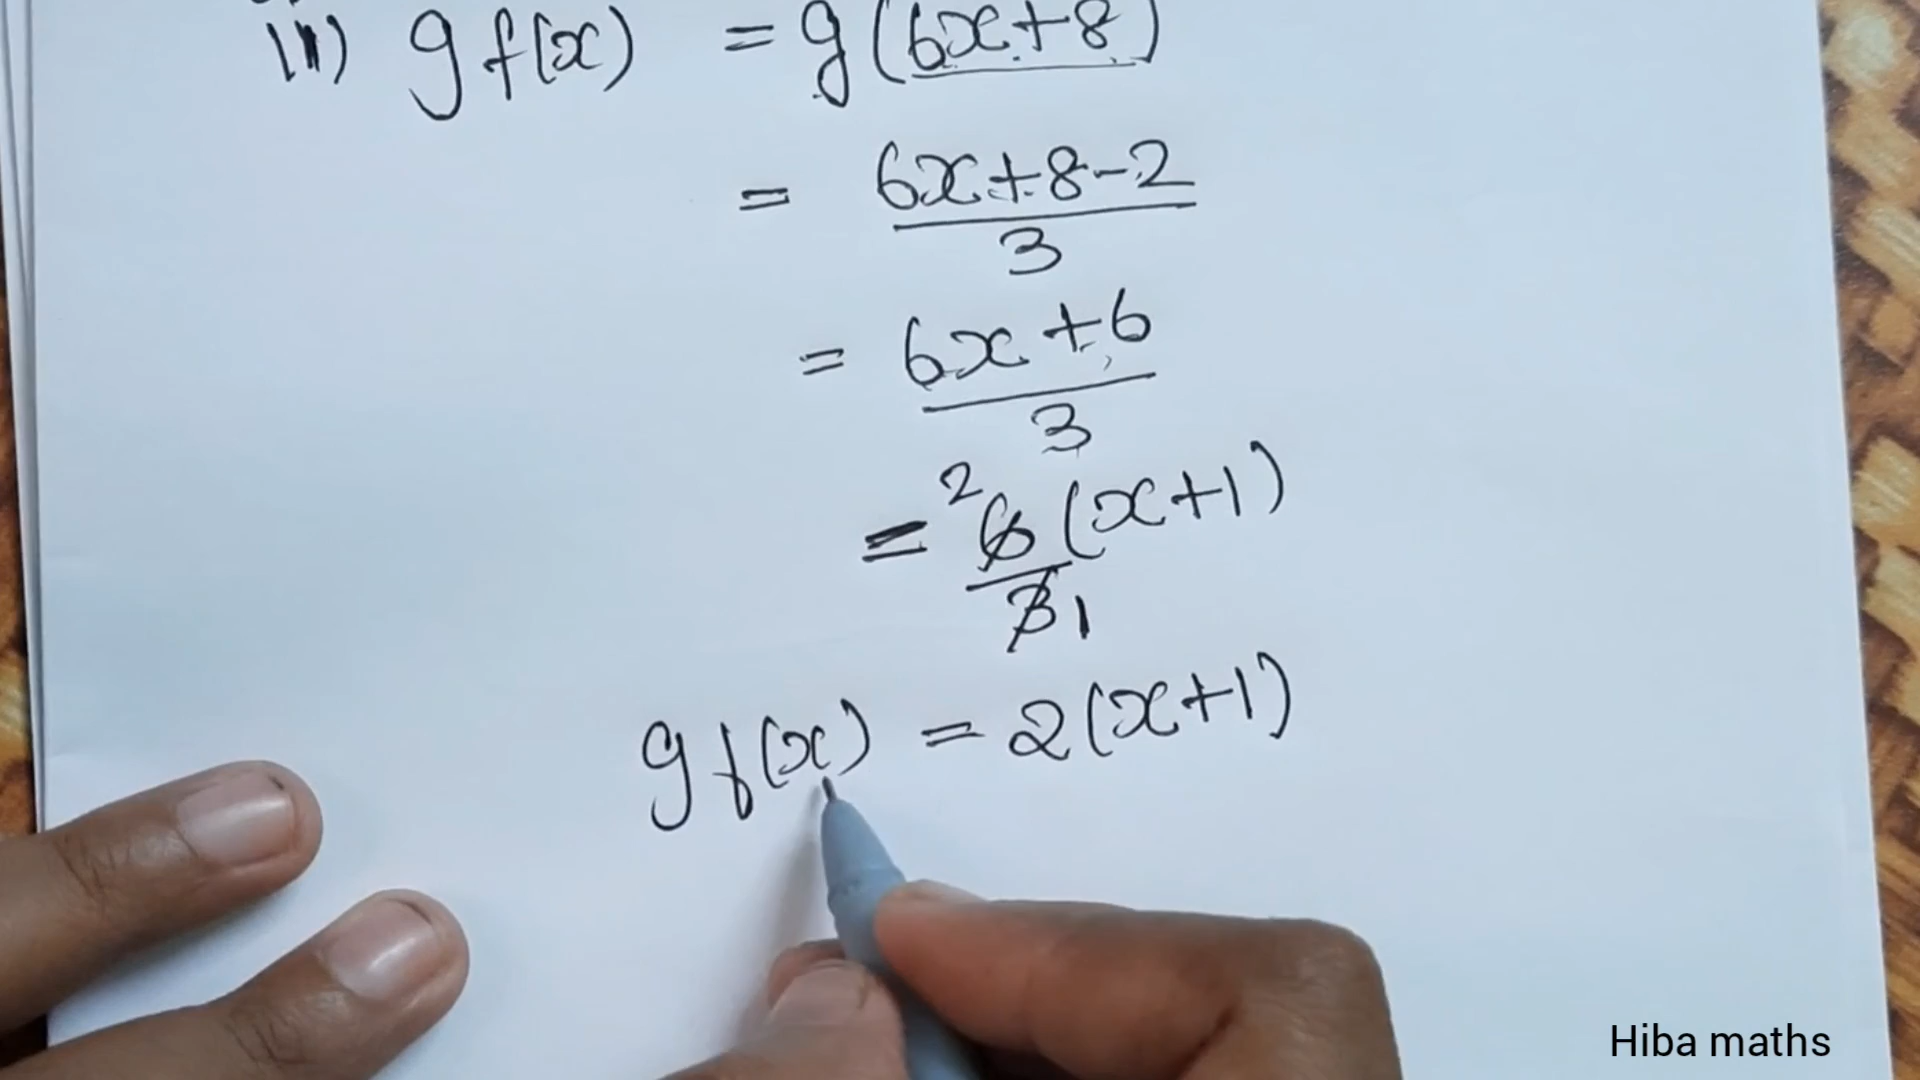 iii) gf(x) = g(6x+8)
= 6x+8-2
3
= 6x+6
3
= 2 6(x+1)
3 1
gf(x) = 2(x+1)
Hiba maths